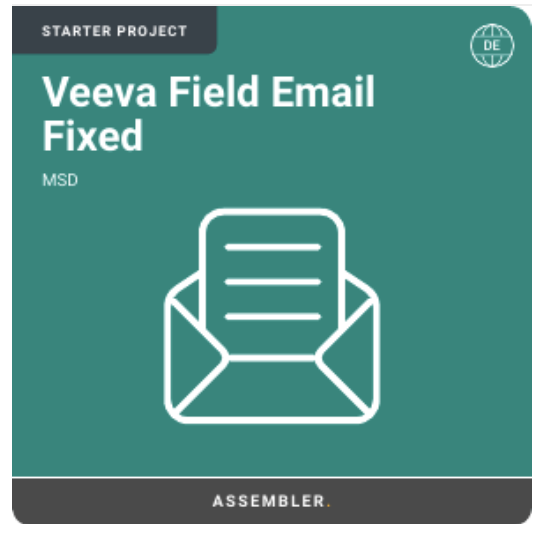 STARTER PROJECT
DE
Veeva Field Email
Fixed
MSD
ASSEMBLER.